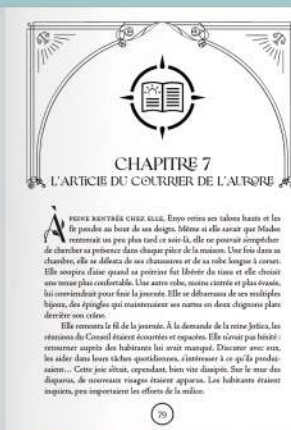 CHAPITRE 7
L'ARTICLE DU COURRIER DE L'AURORE
À PEINE RENTRÉE CHEZ ELLE, Enyo retira ses talons hauts et les
fit pendre au bout de ses doigts. Même si elle savait que Madeo
rentrerait un peu plus tard ce soir-là, elle ne pouvait s'empêcher
de chercher sa présence dans chaque pièce de la maison. Une fois dans sa
chambre, elle se délesta de ses chaussures et de sa robe longue à corset.
Elle soupira d'aise quand sa poitrine fut libérée du tissu et elle choisit
une tenue plus confortable. Une autre robe, moins cintrée et plus évasée,
lui conviendrait pour finir la journée. Elle se débarrassa de ses multiples
bijoux, des épingles qui maintenaient ses nattes en deux chignons plats
derrière son crâne.
Elle remonta le fil de la journée. À la demande de la reine Jotica, les
réunions du Conseil étaient écourtées et espacées. Elle n'avait pas hésité :
retourner auprès des habitants lui avait manqué. Discuter avec eux,
les aider dans leurs tâches quotidiennes, s'intéresser à ce qu'ils produi-
saient... Cette joie s'était, cependant, bien vite dissipée. Sur le mur des
disparus, de nouveaux visages étaient apparus. Les habitants étaient
inquiets, peu importaient les efforts de la milice.
79